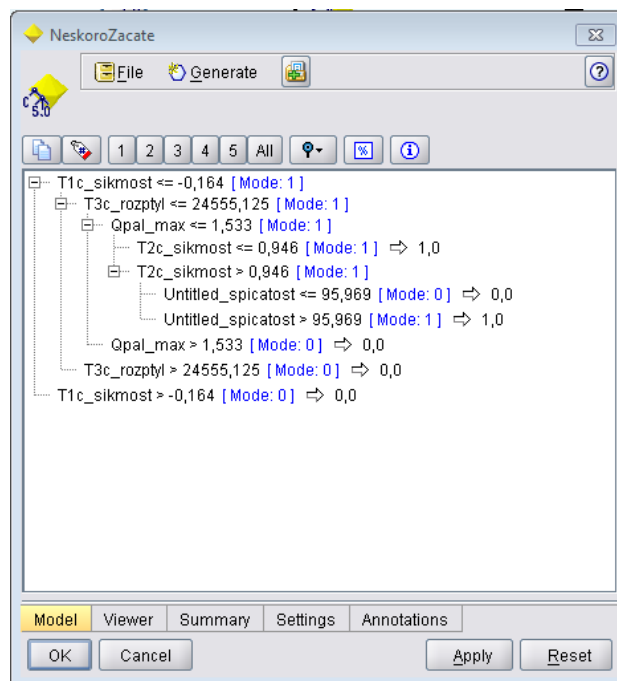 NeskoroZacate
File Generate
C 5.0
1 2 3 4 5 All %
T1c_sikmost <= -0,164 [ Mode: 1 ]
T3c_rozptyl <= 24555,125 [ Mode: 1 ]
Qpal_max <= 1,533 [ Mode: 1 ]
T2c_sikmost <= 0,946 [ Mode: 1 ] ⇨ 1,0
T2c_sikmost > 0,946 [ Mode: 1 ]
Untitled_spicatost <= 95,969 [ Mode: 0 ] ⇨ 0,0
Untitled_spicatost > 95,969 [ Mode: 1 ] ⇨ 1,0
Qpal_max > 1,533 [ Mode: 0 ] ⇨ 0,0
T3c_rozptyl > 24555,125 [ Mode: 0 ] ⇨ 0,0
T1c_sikmost > -0,164 [ Mode: 0 ] ⇨ 0,0
Model Viewer Summary Settings Annotations
OK Cancel Apply Reset